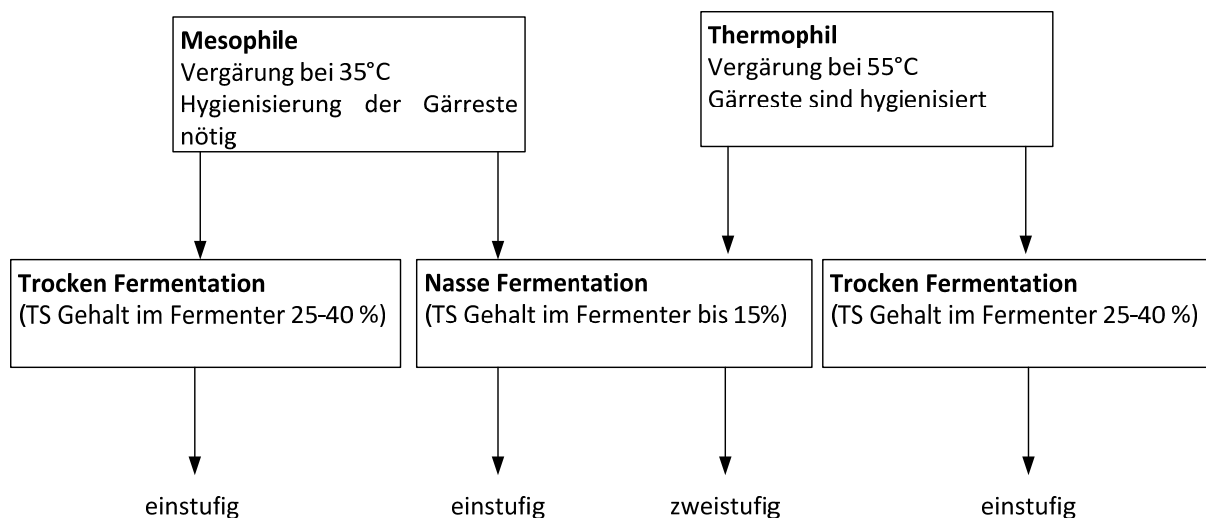 Mesophile
Vergärung bei 35°C
Hygienisierung der Gärreste
nötig
Thermophil
Vergärung bei 55°C
Gärreste sind hygienisiert
Trocken Fermentation
(TS Gehalt im Fermenter 25-40 %)
Nasse Fermentation
(TS Gehalt im Fermenter bis 15%)
Trocken Fermentation
(TS Gehalt im Fermenter 25-40 %)
einstufig
einstufig
zweistufig
einstufig